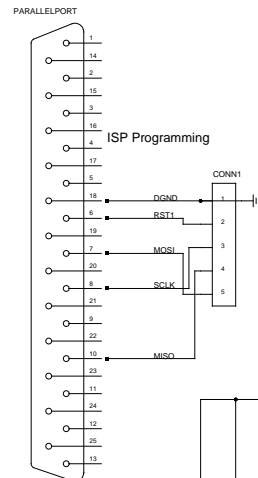 PARALLELPORT
1
14
2
15
3
16
ISP Programming
4
17
5
CONN1
18 DGND 1
6 RST1 2
19
7 MOSI 3
20
8 SCLK 4
21
9 5
22
10 MISO
23
11
24
12
25
13